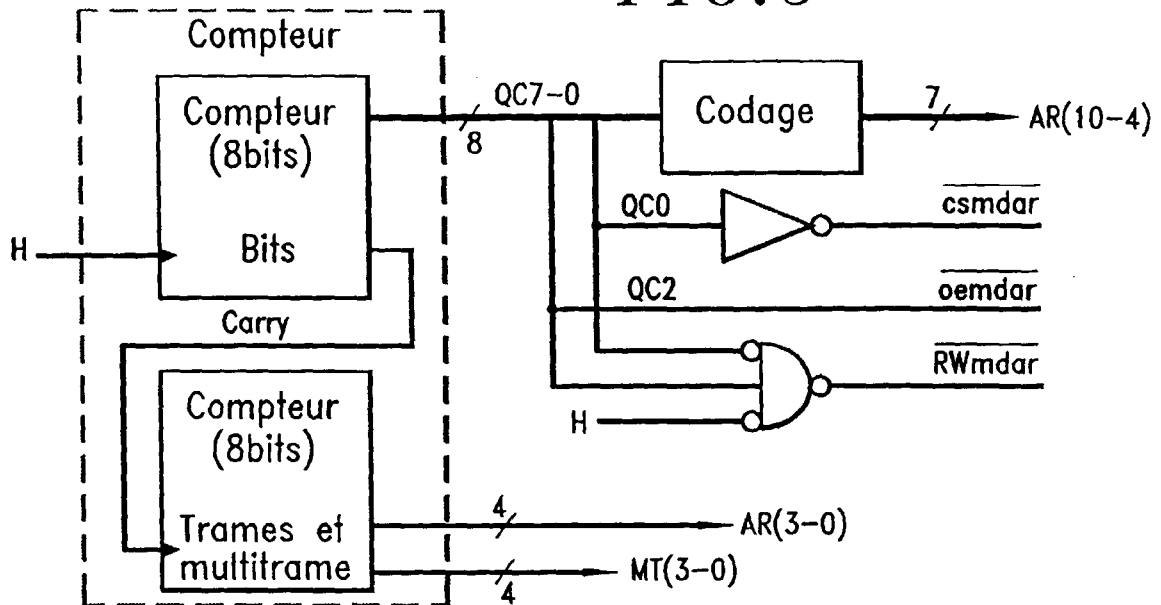 Compteur
Compteur
(8bits)
Bits
H
Carry
Compteur
(8bits)
Trames et
multitrame
QC7-0
8
Codage
7
AR(10-4)
QC0
csmdar
QC2
oemdar
RWmdar
H
4
AR(3-0)
4
MT(3-0)